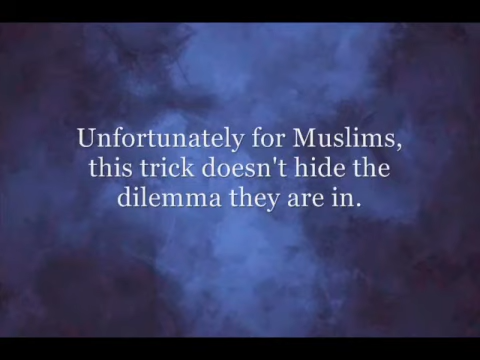 Unfortunately for Muslims,
this trick doesn't hide the
dilemma they are in.